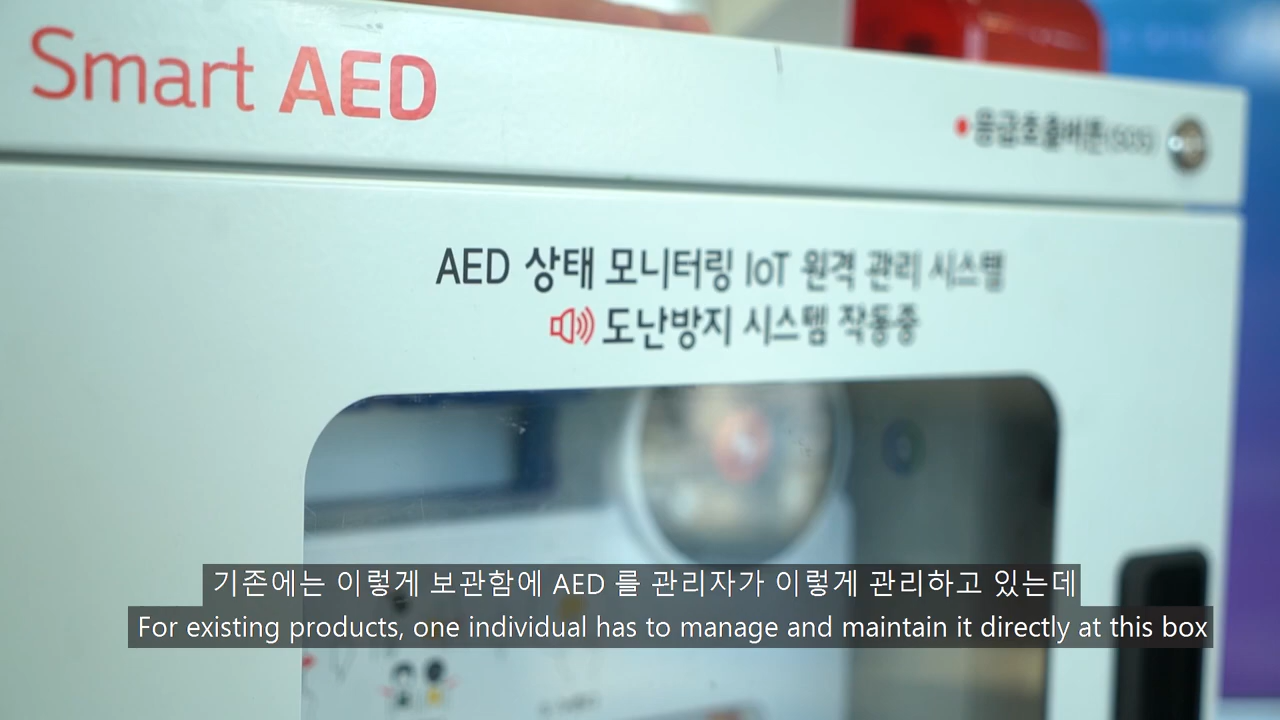 Smart AED
응급호출버튼(SOS)
AED 상태 모니터링 IoT 원격 관리 시스템
도난방지 시스템 작동중
기존에는 이렇게 보관함에 AED 를 관리자가 이렇게 관리하고 있는데
For existing products, one individual has to manage and maintain it directly at this box